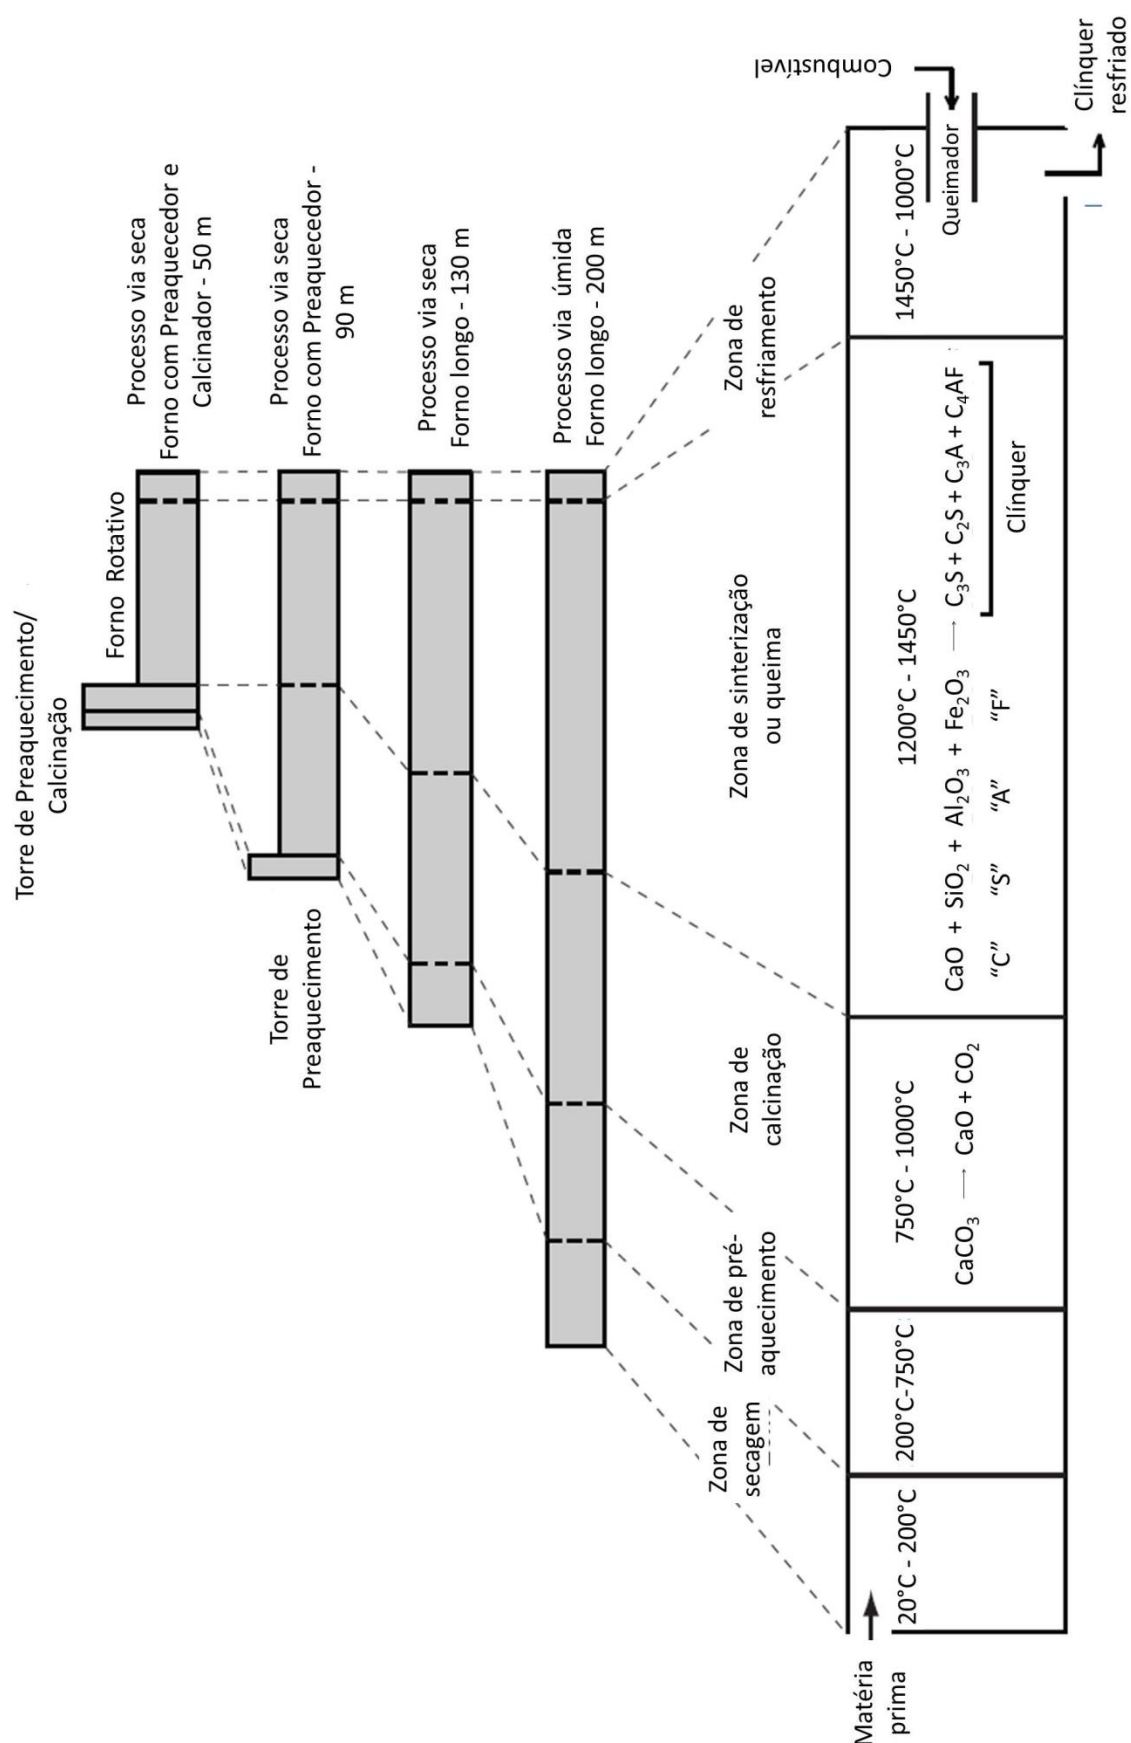 Torre de Preaquecimento/
Calcinação
Forno Rotativo
Processo via seca
Forno com Preaquecedor e
Calcinador - 50 m
Torre de
Preaquecimento
Processo via seca
Forno com Preaquecedor -
90 m
Processo via seca
Forno longo - 130 m
Processo via úmida
Forno longo - 200 m
Zona de
secagem
Zona de pré-
aquecimento
Zona de
calcinação
Zona de sinterização
ou queima
Zona de
resfriamento
Combustível
Matéria
prima
20°C - 200°C
200°C-750°C
750°C - 1000°C
CaCO₃ → CaO + CO₂
1200°C - 1450°C
CaO + SiO₂ + Al₂O₃ + Fe₂O₃ → C₃S + C₂S + C₃A + C₄AF
“C” “S” “A” “F”
Clínquer
1450°C - 1000°C
Queimador
Clínquer
resfriado